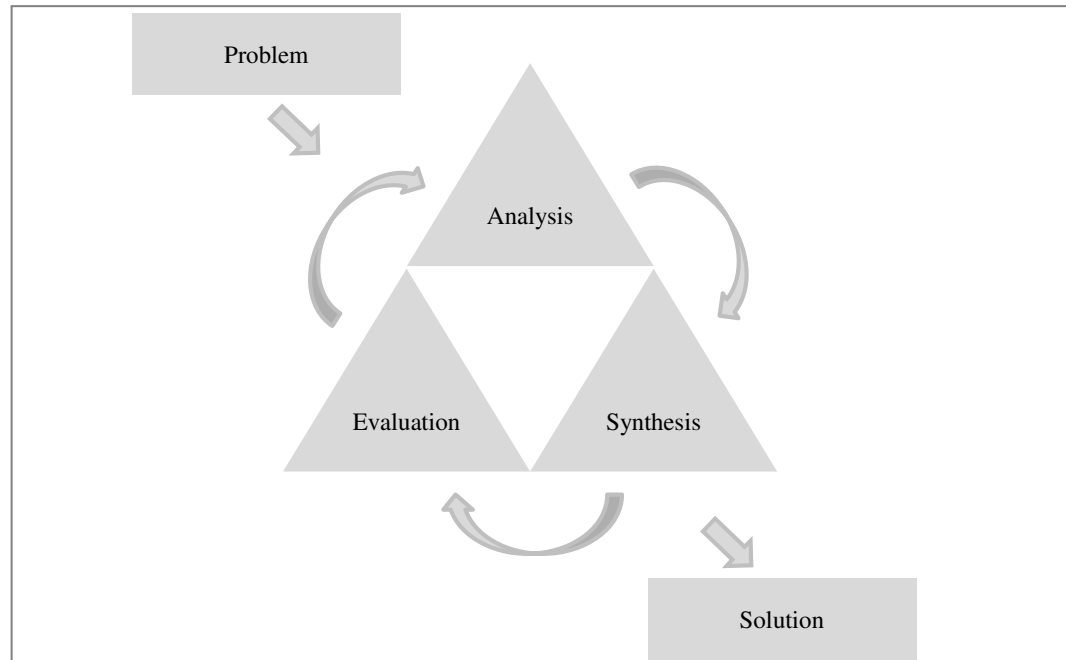 Problem
Analysis
Evaluation
Synthesis
Solution